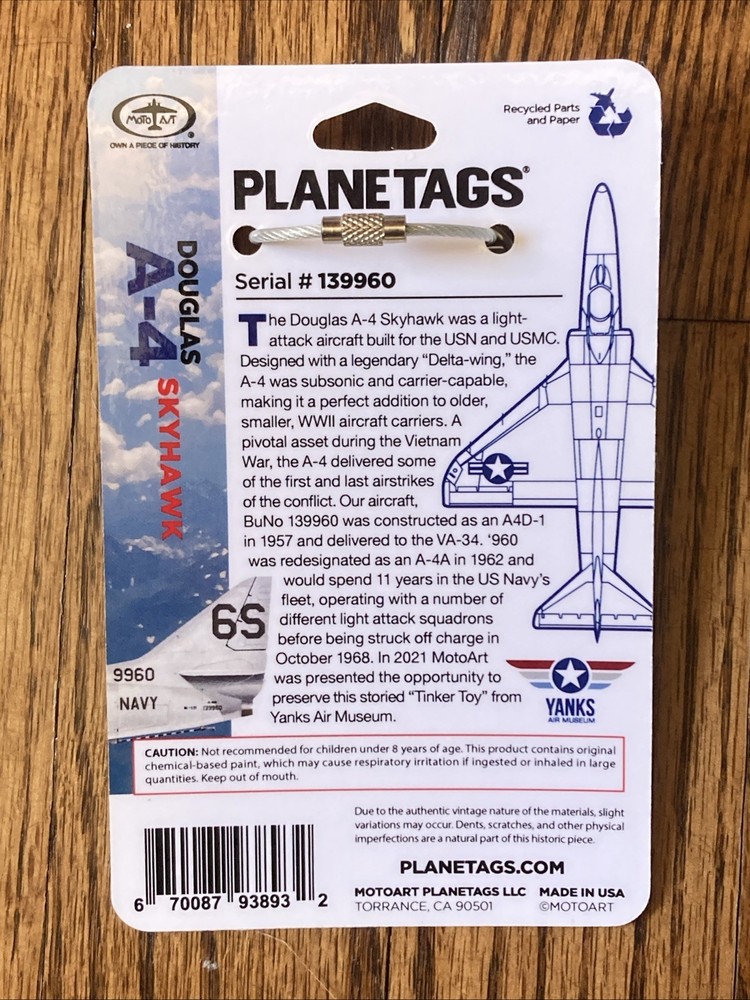 MotoArt®
OWN A PIECE OF HISTORY
Recycled Parts
and Paper
PLANETAGS®
Serial # 139960
DOUGLAS
A-4
SKYHAWK
The Douglas A-4 Skyhawk was a light-
attack aircraft built for the USN and USMC.
Designed with a legendary “Delta-wing,” the
A-4 was subsonic and carrier-capable,
making it a perfect addition to older,
smaller, WWII aircraft carriers. A
pivotal asset during the Vietnam
War, the A-4 delivered some
of the first and last airstrikes
of the conflict. Our aircraft,
BuNo 139960 was constructed as an A4D-1
in 1957 and delivered to the VA-34. ‘960
was redesignated as an A-4A in 1962 and
would spend 11 years in the US Navy’s
fleet, operating with a number of
different light attack squadrons
before being struck off charge in
October 1968. In 2021 MotoArt
was presented the opportunity to
preserve this storied “Tinker Toy” from
Yanks Air Museum.
6S
9960
NAVY
139960
YANKS
AIR MUSEUM
CAUTION: Not recommended for children under 8 years of age. This product contains original
chemical-based paint, which may cause respiratory irritation if ingested or inhaled in large
quantities. Keep out of mouth.
Due to the authentic vintage nature of the materials, slight
variations may occur. Dents, scratches, and other physical
imperfections are a natural part of this historic piece.
6 70087 93893 2
PLANETAGS.COM
MOTOART PLANETAGS LLC MADE IN USA
TORRANCE, CA 90501 ©MOTOART